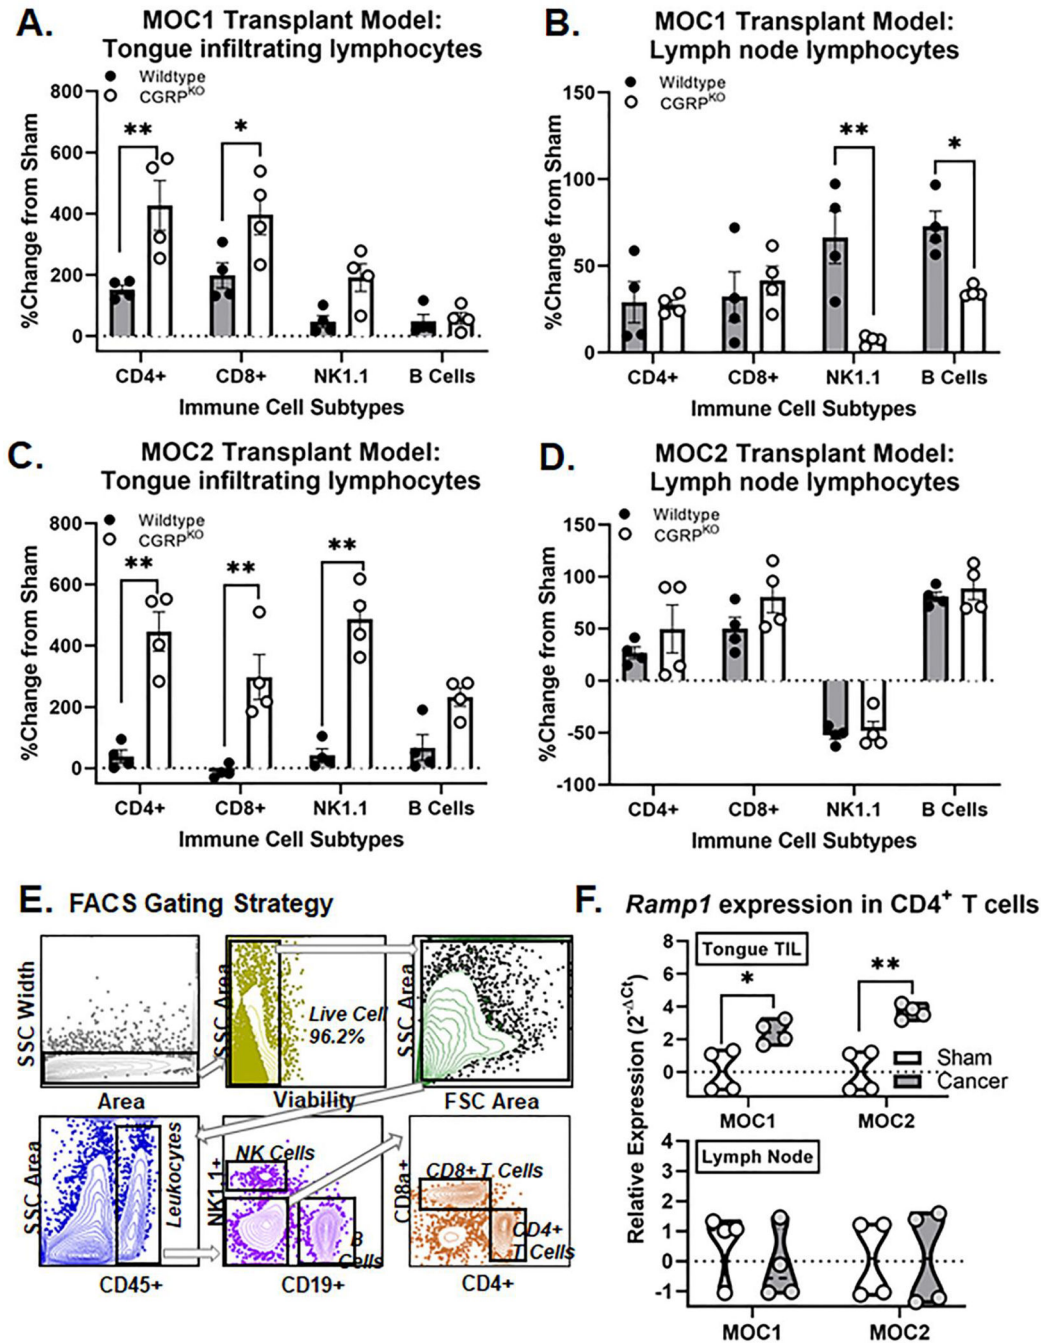 A.
MOC1 Transplant Model:
Tongue infiltrating lymphocytes
Wildtype
CGRPKO
%Change from Sham
800
600
400
200
0
**
*
CD4+ CD8+ NK1.1 B Cells
Immune Cell Subtypes
B.
MOC1 Transplant Model:
Lymph node lymphocytes
Wildtype
CGRPKO
%Change from Sham
150
100
50
0
**
*
CD4+ CD8+ NK1.1 B Cells
Immune Cell Subtypes
C.
MOC2 Transplant Model:
Tongue infiltrating lymphocytes
Wildtype
CGRPKO
%Change from Sham
800
600
400
200
0
**
**
**
CD4+ CD8+ NK1.1 B Cells
Immune Cell Subtypes
D.
MOC2 Transplant Model:
Lymph node lymphocytes
Wildtype
CGRPKO
%Change from Sham
150
100
50
0
-50
-100
CD4+ CD8+ NK1.1 B Cells
Immune Cell Subtypes
E. FACS Gating Strategy
SSC Width
Area
SSC Area
Live Cell
96.2%
Viability
SSC Area
FSC Area
SSC Area
Leukocytes
CD45+
NK1.1+
NK Cells
B
Cells
CD19+
CD8a+
CD8+ T Cells
CD4+
T Cells
CD4+
F. Ramp1 expression in CD4+ T cells
Relative Expression (2-ΔCt)
8
6
4
2
0
Tongue TIL
*
**
Sham
Cancer
MOC1 MOC2
4
3
2
1
0
-1
Lymph Node
MOC1 MOC2